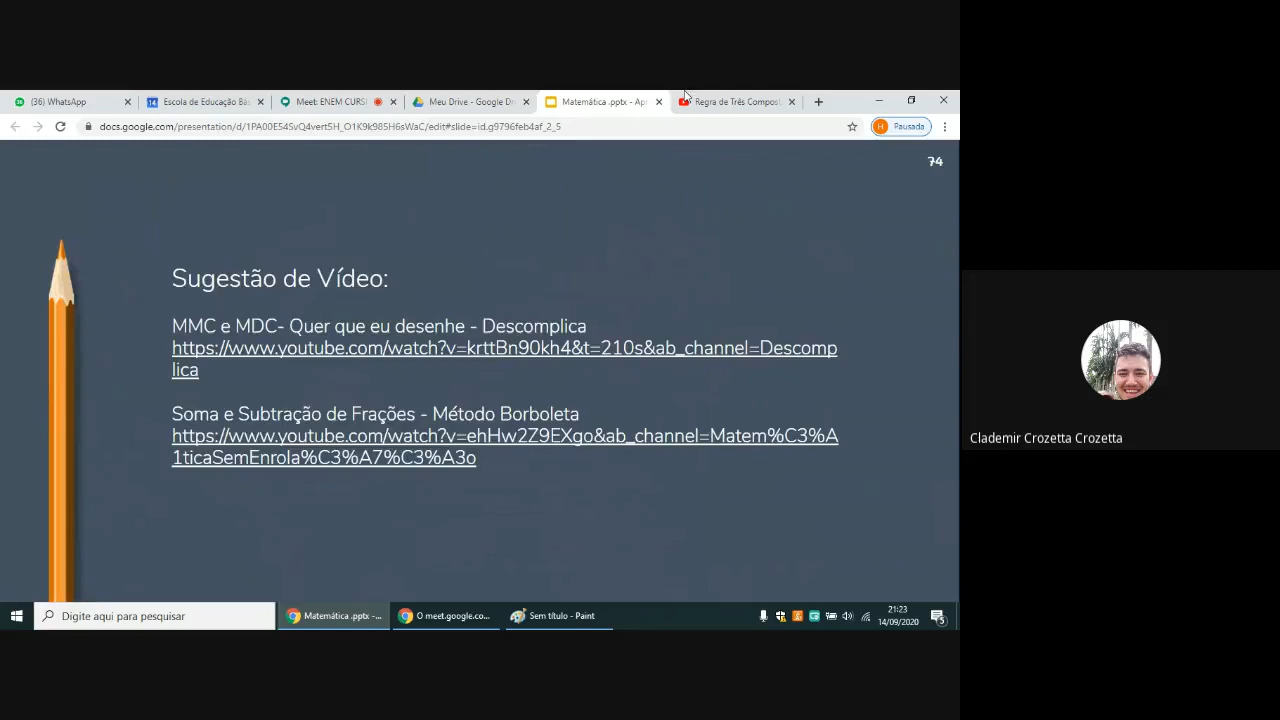 (36) WhatsApp
Escola de Educação Bás
Meet: ENEM CURSI
Meu Drive - Google Dr
Matemática .pptx - Apr
Regra de Três Compost
docs.google.com/presentation/d/1PA00E54SvQ4vert5H_O1K9k985H6sWaC/edit#slide=id.g9796feb4af_2_5
H
Pausada
74
Sugestão de Vídeo:
MMC e MDC- Quer que eu desenhe - Descomplica
https://www.youtube.com/watch?v=krttBn90kh4&t=210s&ab_channel=Descomp
lica
Soma e Subtração de Frações - Método Borboleta
https://www.youtube.com/watch?v=ehHw2Z9EXgo&ab_channel=Matem%C3%A
1ticaSemEnrola%C3%A7%C3%A3o
Clademir Crozetta Crozetta
Digite aqui para pesquisar
Matemática .pptx -...
O meet.google.co...
Sem título - Paint
21:23
14/09/2020
5